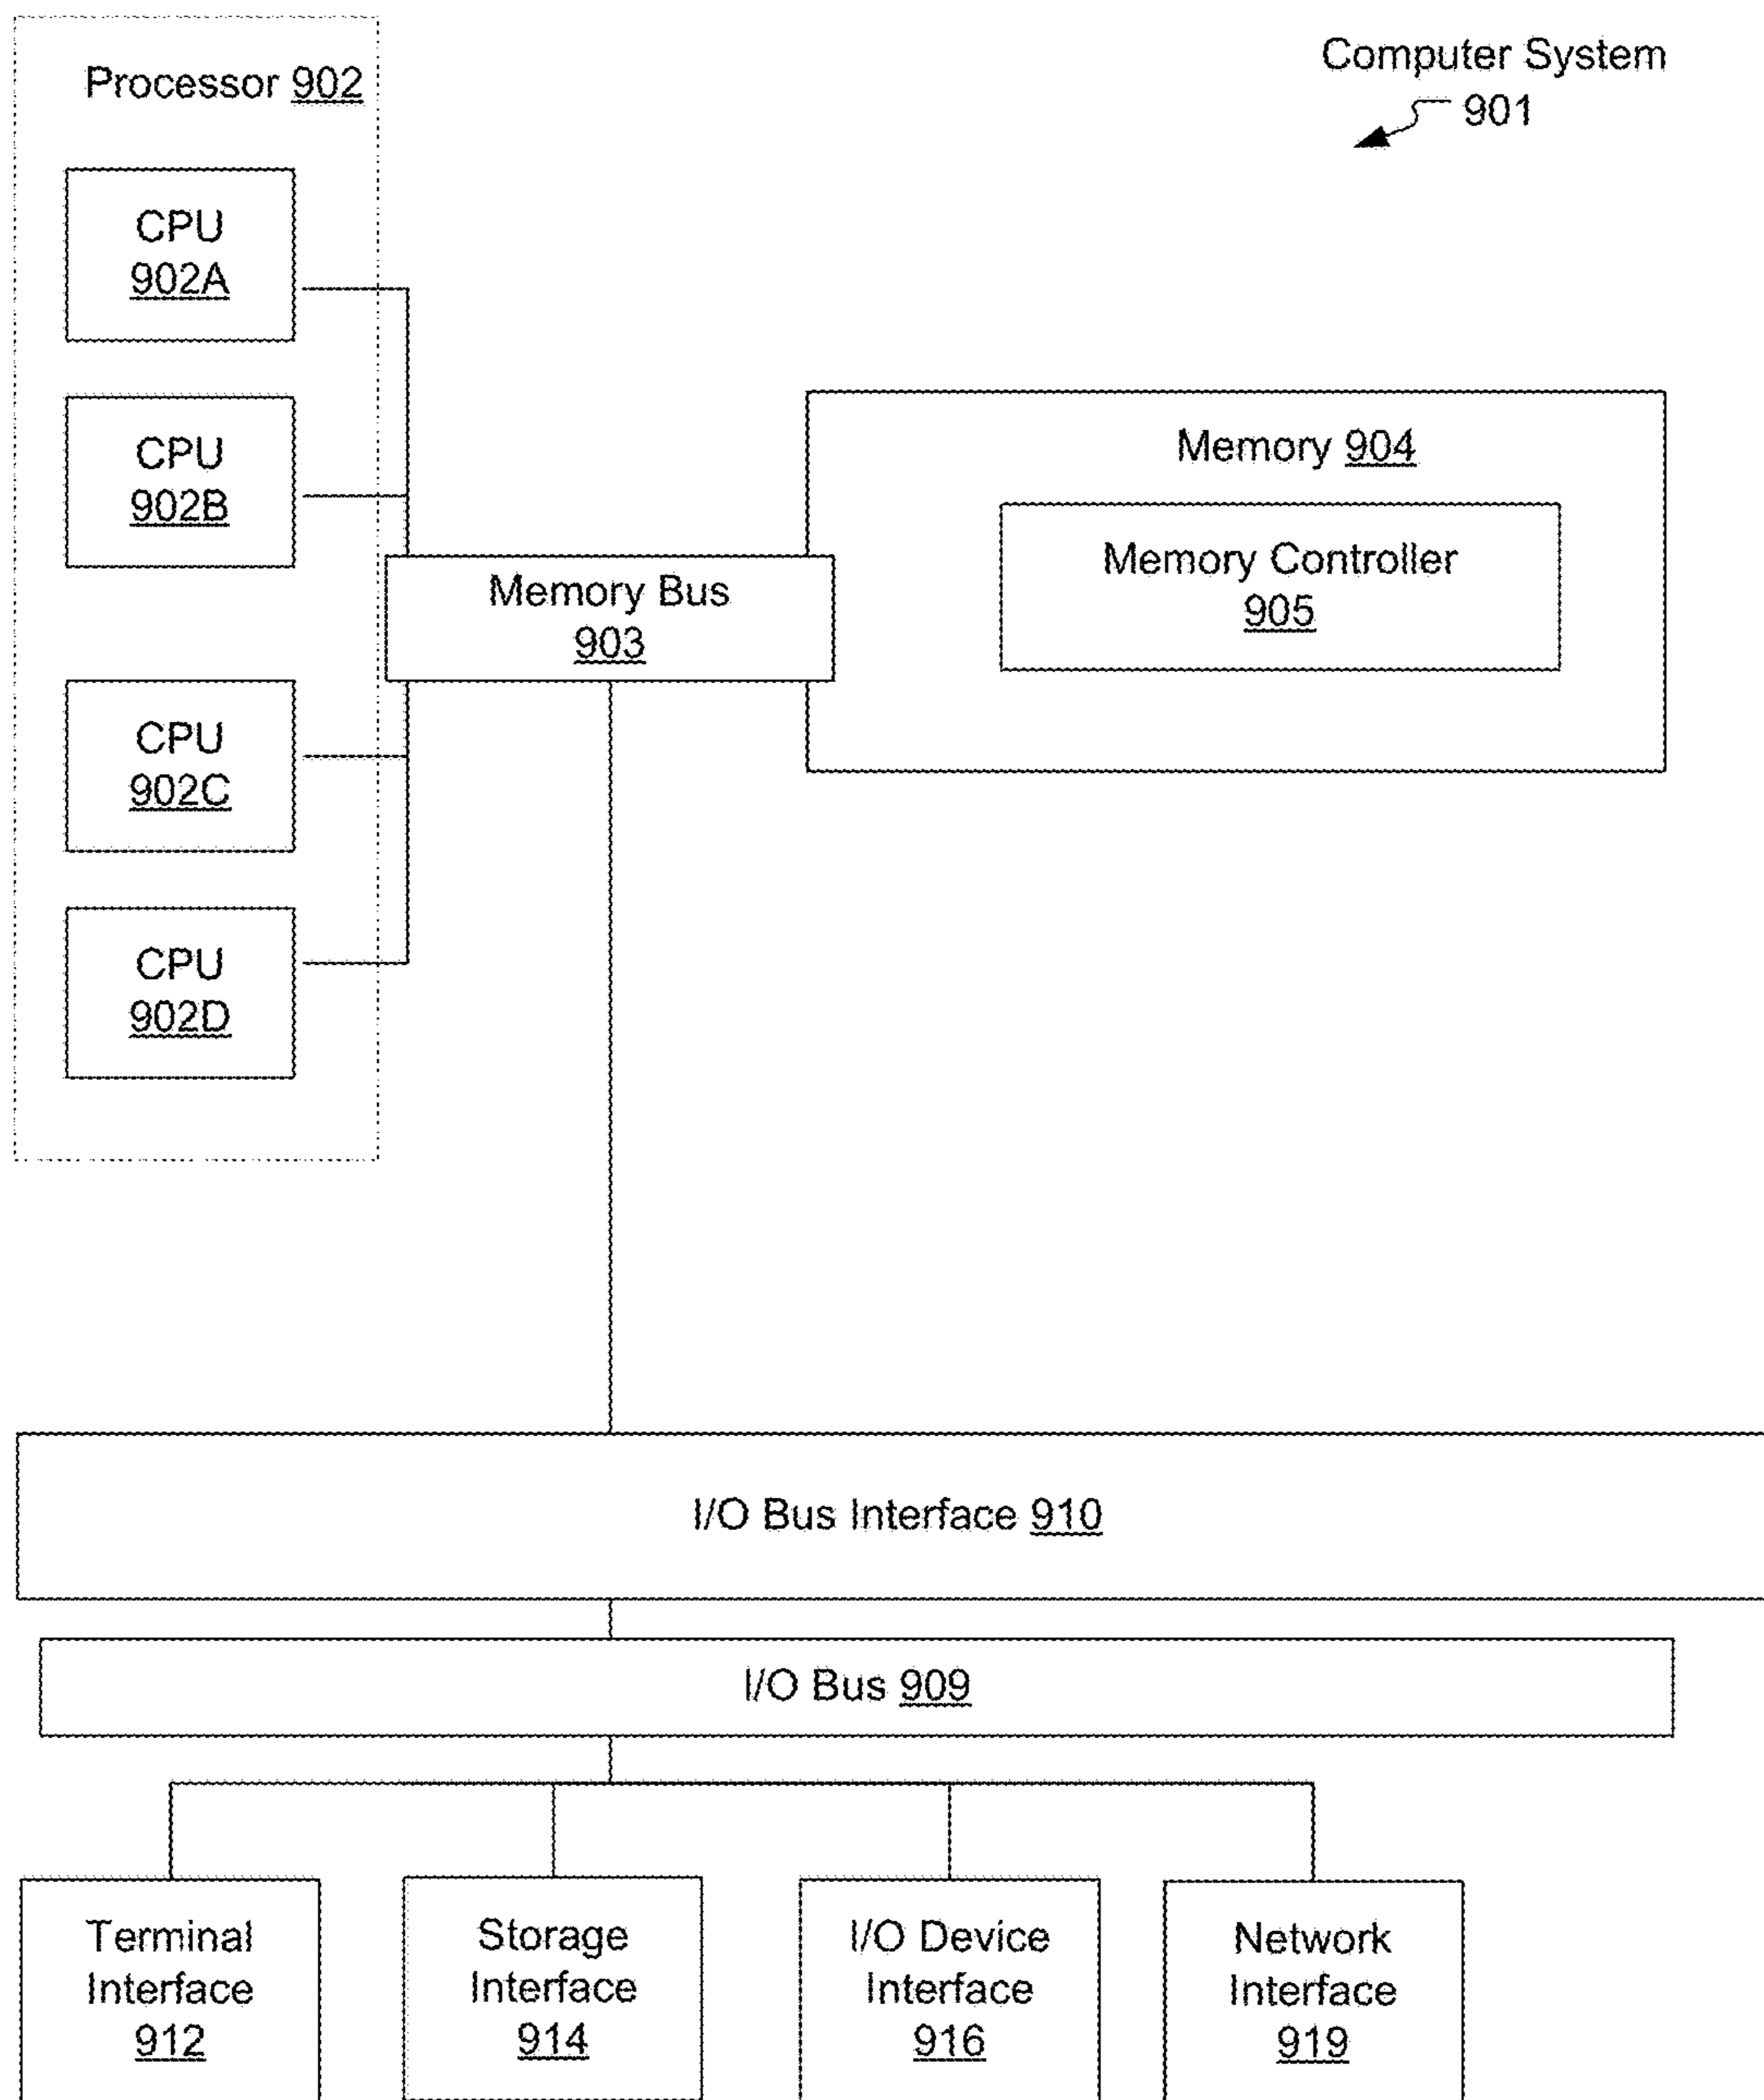 Computer System
901
Processor 902
CPU
902A
CPU
902B
CPU
902C
CPU
902D
Memory Bus
903
Memory 904
Memory Controller
905
I/O Bus Interface 910
I/O Bus 909
Terminal
Interface
912
Storage
Interface
914
I/O Device
Interface
916
Network
Interface
919